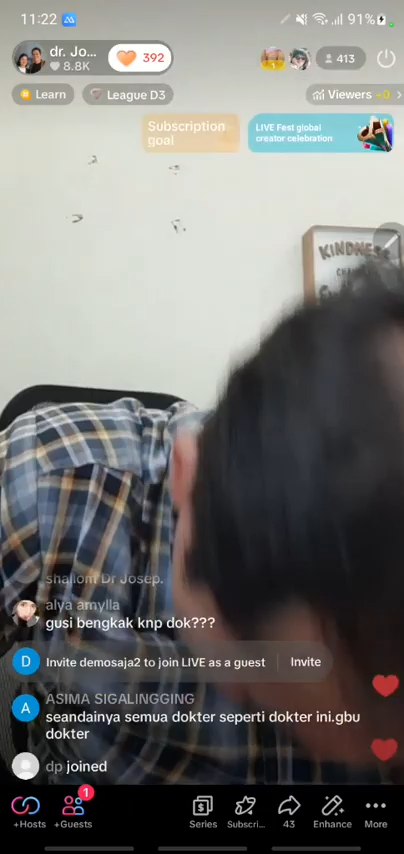 11:22
91%
dr. Jo...
8.8K
392
413
Learn
League D3
Viewers
Subscription goal
LIVE Fest global
creator celebration
KINDNESS
shallom Dr Josep.
alya amylla
gusi bengkak knp dok???
D
Invite demosaja2 to join LIVE as a guest
Invite
A
ASIMA SIGALINGGING
seandainya semua dokter seperti dokter ini.gbu
dokter
dp joined
1
+Hosts
+Guests
Series
Subscri...
43
Enhance
More